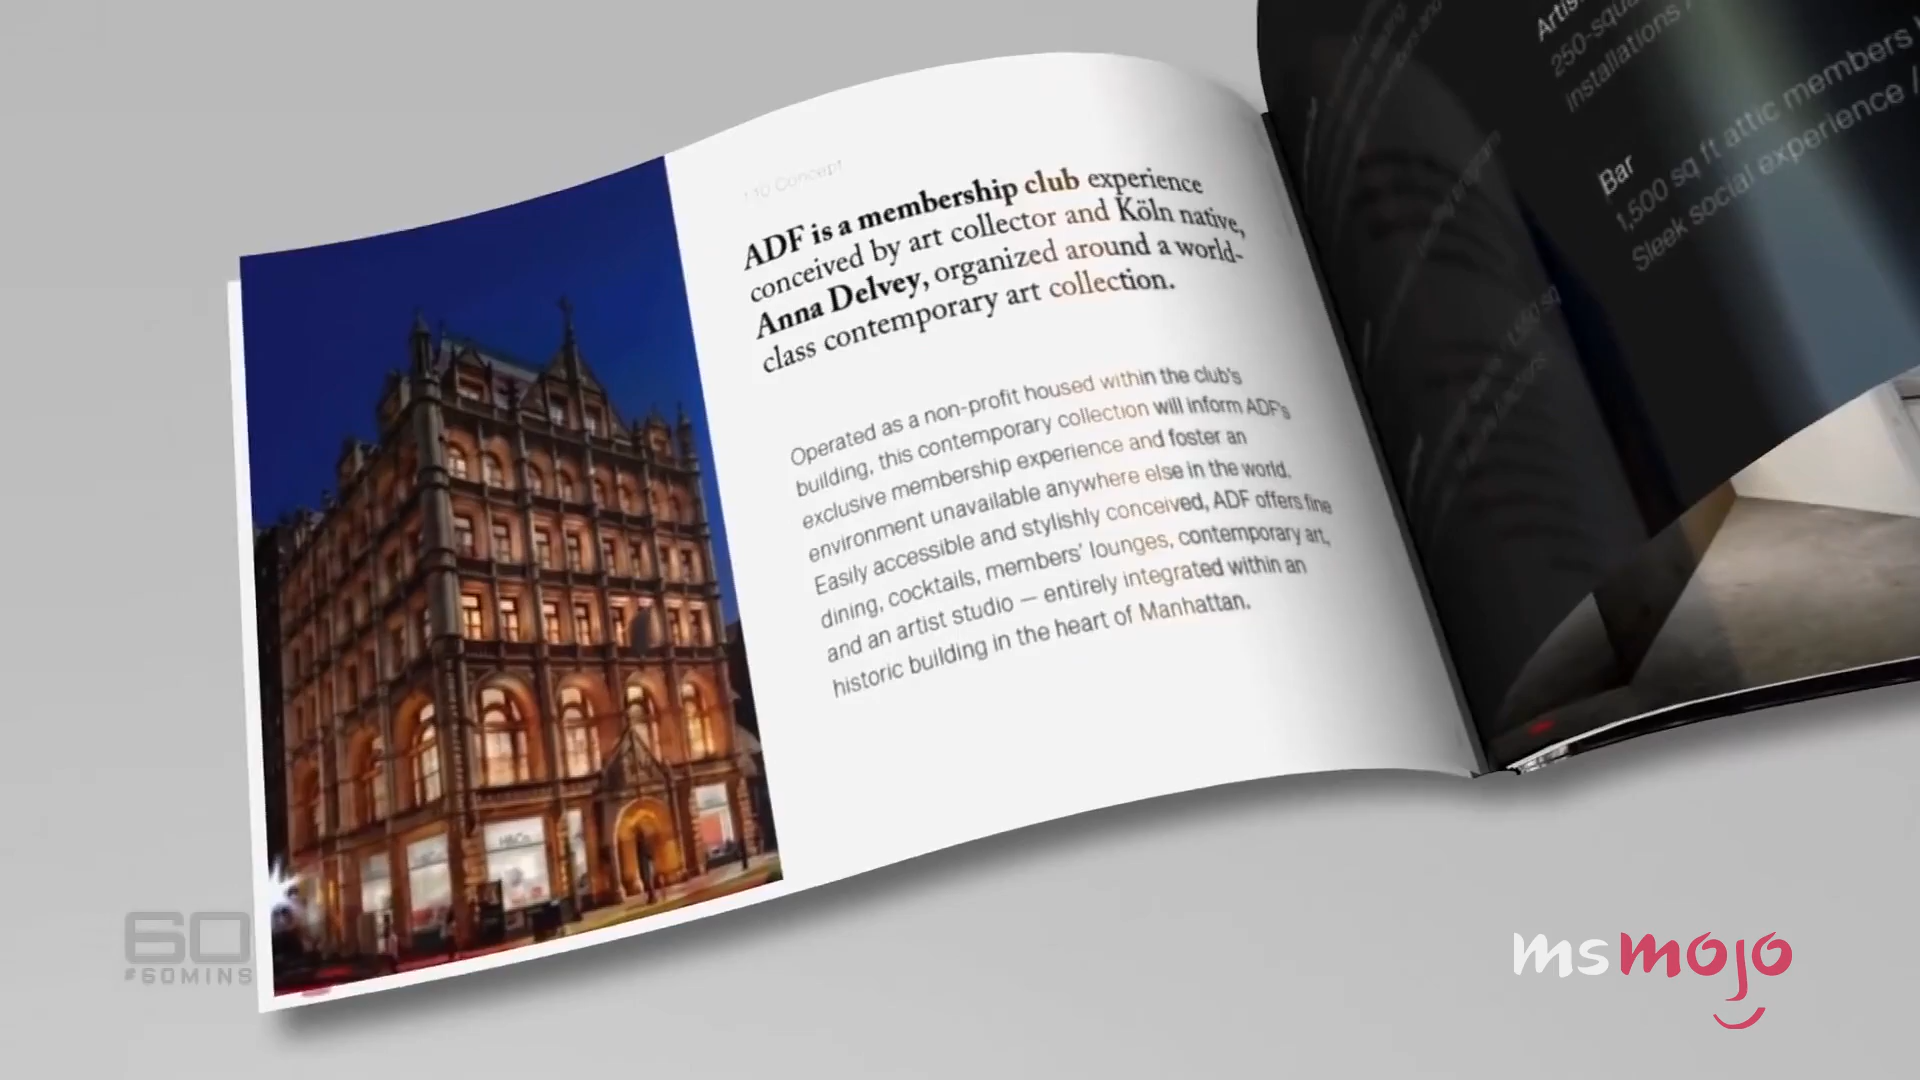 110 Concept
ADF is a membership club experience
conceived by art collector and Köln native,
Anna Delvey, organized around a world-
class contemporary art collection.
Operated as a non-profit housed within the club's
building, this contemporary collection will inform ADF's
exclusive membership experience and foster an
environment unavailable anywhere else in the world.
Easily accessible and stylishly conceived, ADF offers fine
dining, cocktails, members' lounges, contemporary art,
and an artist studio — entirely integrated within an
historic building in the heart of Manhattan.
250-squa
installations
Bar
1,500 sq ft attic members
Sleek social experience /
60
#60MINS
msmojo